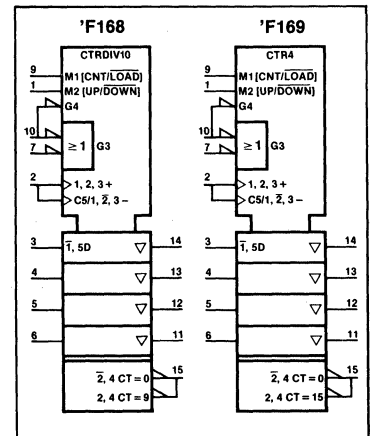 'F168
CTRDIV10
9
M1 [CNT/LOAD]
1
M2 [UP/DOWN]
G4
10
≥ 1
G3
7
2
1, 2, 3 +
C5/1, 2̅, 3 −
3
1̅, 5D
▽
14
4
▽
13
5
▽
12
6
▽
11
2̅, 4 CT = 0
15
2, 4 CT = 9
'F169
CTR4
9
M1 [CNT/LOAD]
1
M2 [UP/DOWN]
G4
10
≥ 1
G3
7
2
1, 2, 3 +
C5/1, 2̅, 3 −
3
1̅, 5D
▽
14
4
▽
13
5
▽
12
6
▽
11
2̅, 4 CT = 0
15
2, 4 CT = 15